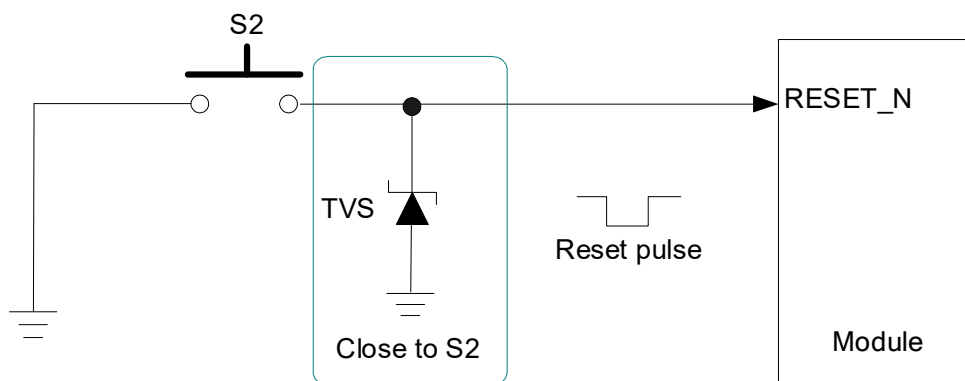 S2
RESET_N
TVS
Reset pulse
Close to S2
Module